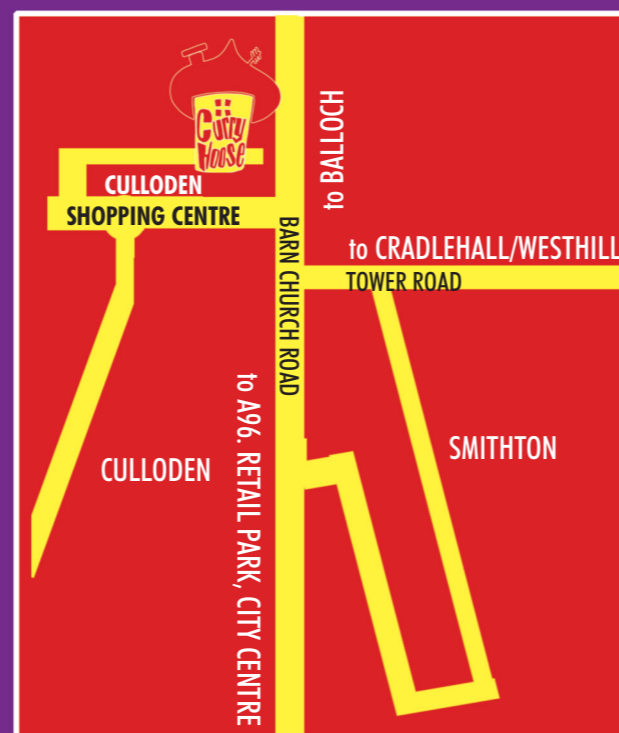 Curry
Hoose
to BALLOCH
CULLODEN
SHOPPING CENTRE
BARN CHURCH ROAD
to CRADLEHALL/WESTHILL
TOWER ROAD
to A96. RETAIL PARK, CITY CENTRE
CULLODEN
SMITHTON